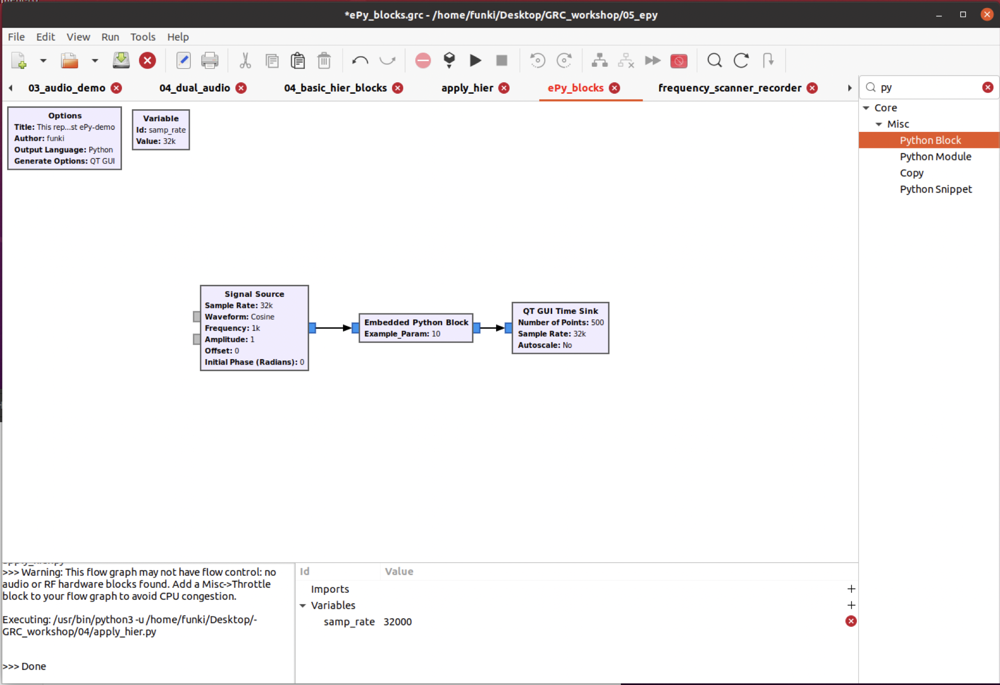 *ePy_blocks.grc - /home/funki/Desktop/GRC_workshop/05_epy
File Edit View Run Tools Help
03_audio_demo 04_dual_audio 04_basic_hier_blocks apply_hier ePy_blocks frequency_scanner_recorder
py
Core
Misc
Python Block
Python Module
Copy
Python Snippet
Options
Title: This rep...st ePy-demo
Author: funki
Output Language: Python
Generate Options: QT GUI
Variable
Id: samp_rate
Value: 32k
Signal Source
Sample Rate: 32k
Waveform: Cosine
Frequency: 1k
Amplitude: 1
Offset: 0
Initial Phase (Radians): 0
Embedded Python Block
Example_Param: 10
QT GUI Time Sink
Number of Points: 500
Sample Rate: 32k
Autoscale: No
>>> Warning: This flow graph may not have flow control: no
audio or RF hardware blocks found. Add a Misc->Throttle
block to your flow graph to avoid CPU congestion.
Executing: /usr/bin/python3 -u /home/funki/Desktop/-
GRC_workshop/04/apply_hier.py
>>> Done
Id Value
Imports
Variables
samp_rate 32000